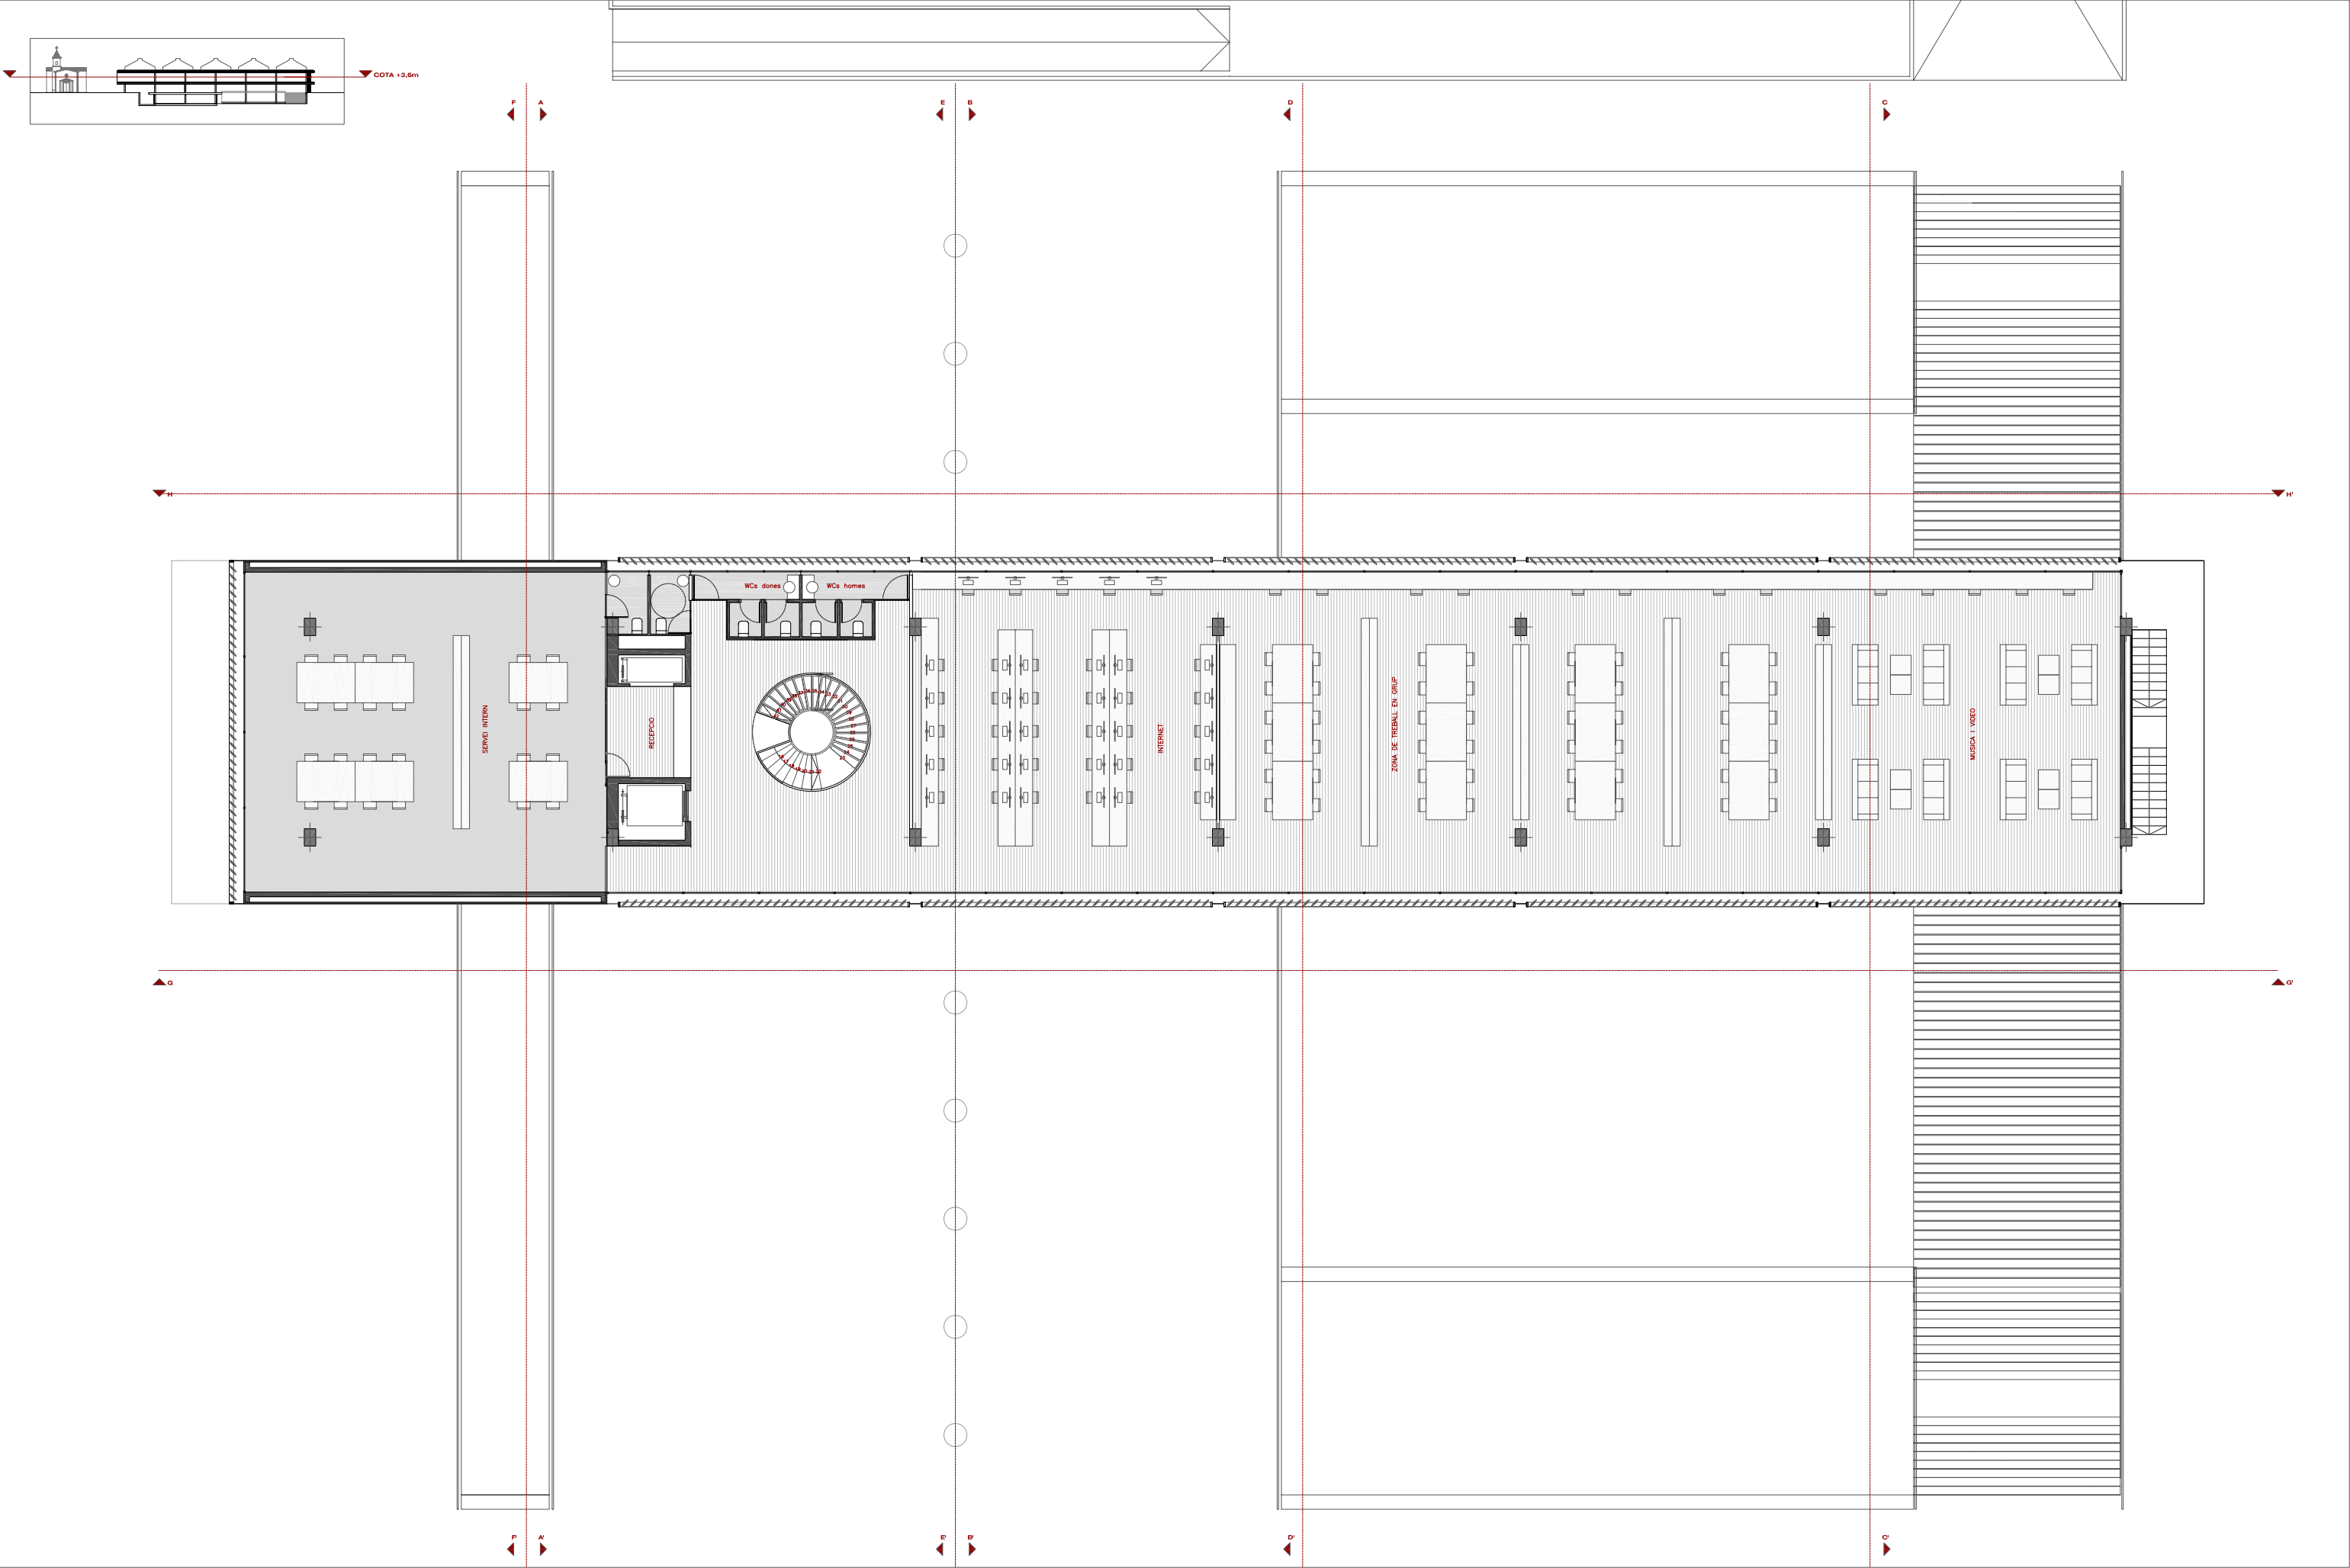 COTA +3,6m
F A
E B
D
C
H
H'
WCs dones
WCs homes
SERVEI INTERN
RECEPCIO
INTERNET
ZONA DE TREBALL EN GRUP
MUSICA I VIDEO
G
G'
F' A'
E' B'
D'
C'